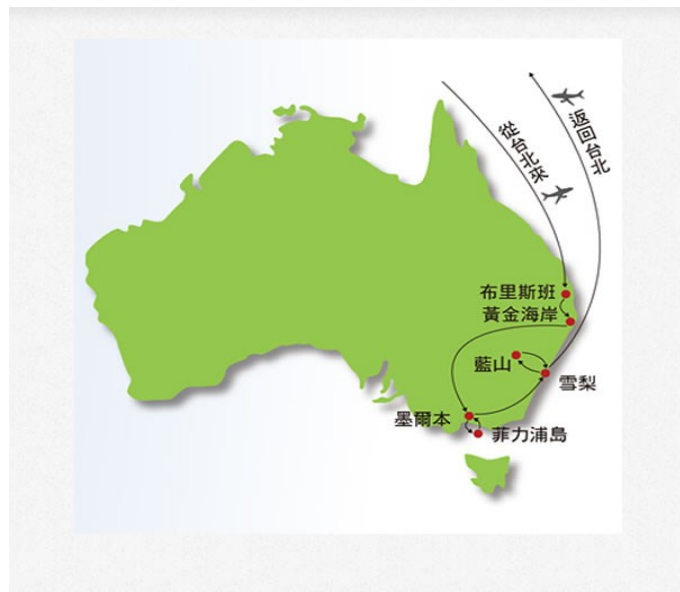 返回台北
從台北來
布里斯班
黃金海岸
藍山
雪梨
墨爾本
菲力浦島